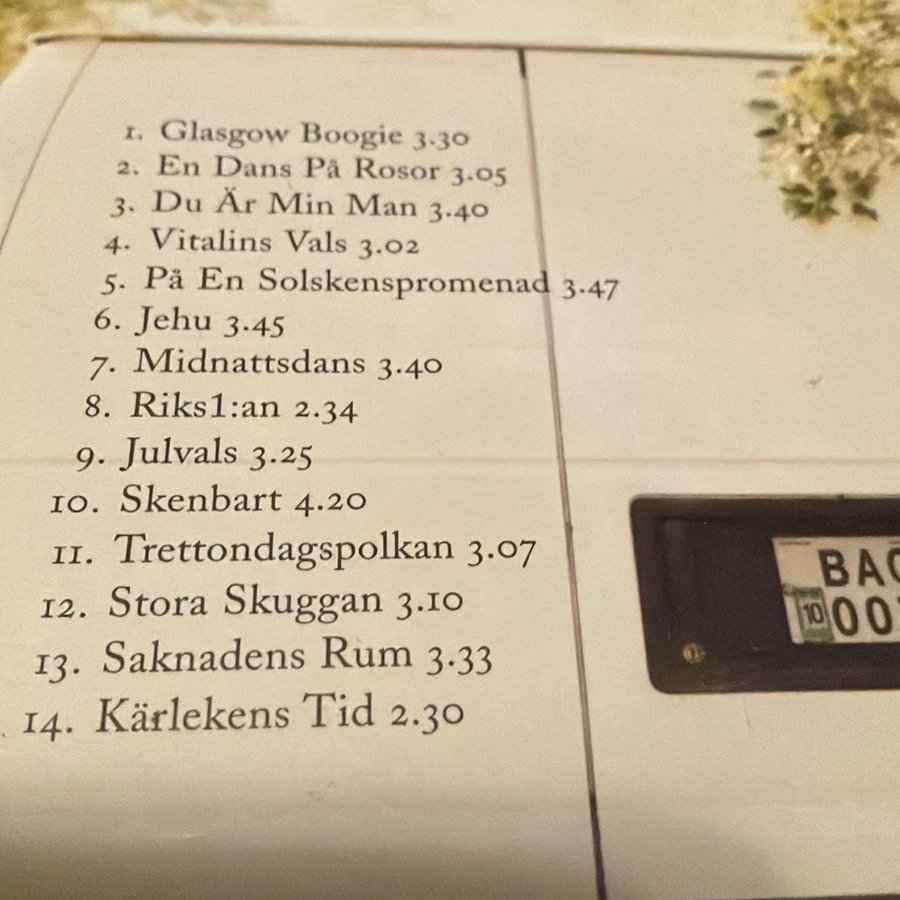 1. Glasgow Boogie 3.30
2. En Dans På Rosor 3.05
3. Du Är Min Man 3.40
4. Vitalins Vals 3.02
5. På En Solskenspromenad 3.47
6. Jehu 3.45
7. Midnattsdans 3.40
8. Riks1:an 2.34
9. Julvals 3.25
10. Skenbart 4.20
11. Trettondagspolkan 3.07
12. Stora Skuggan 3.10
13. Saknadens Rum 3.33
14. Kärlekens Tid 2.30
10